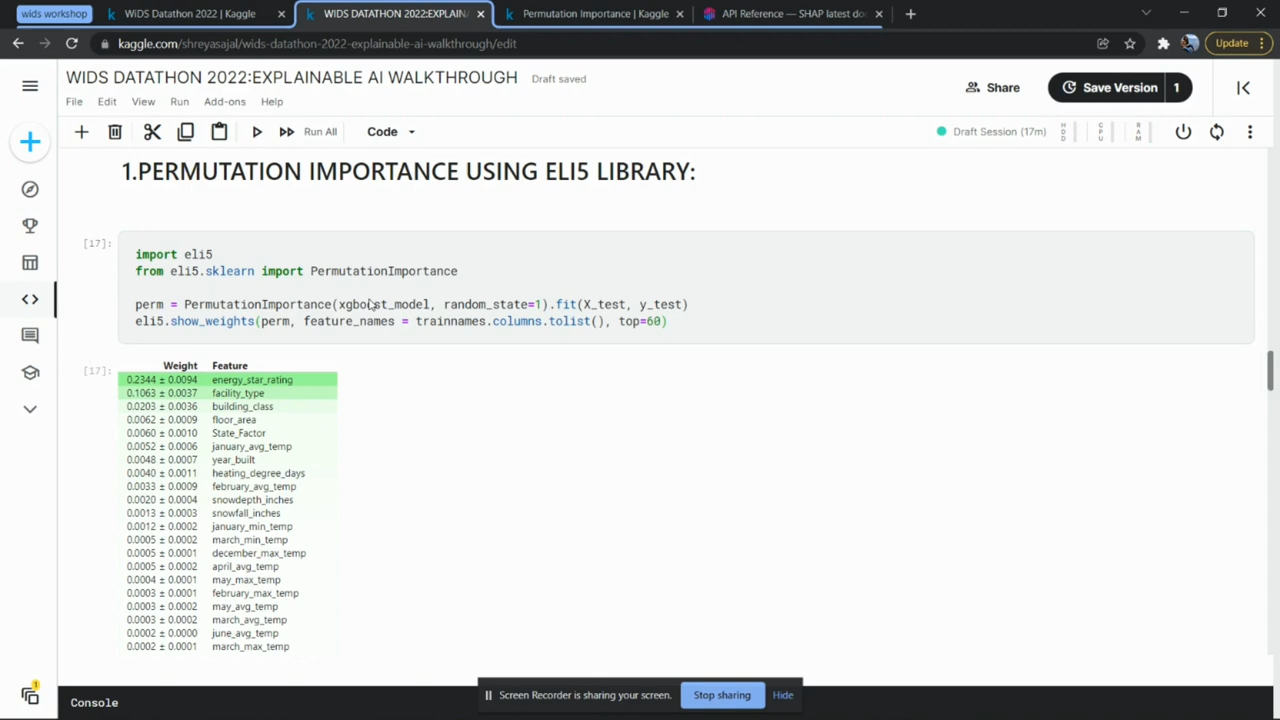 wids workshop
WiDS Datathon 2022 | Kaggle
WIDS DATATHON 2022:EXPLAINA
Permutation Importance | Kaggle
API Reference — SHAP latest do
kaggle.com/shreyasajal/wids-datathon-2022-explainable-ai-walkthrough/edit
Update
WIDS DATATHON 2022:EXPLAINABLE AI WALKTHROUGH
Draft saved
File Edit View Run Add-ons Help
Share
Save Version
1
Run All
Code
Draft Session (17m)
HDD
CPU
RAM
1.PERMUTATION IMPORTANCE USING ELI5 LIBRARY:
[17]:
import eli5
from eli5.sklearn import PermutationImportance
perm = PermutationImportance(xgboost_model, random_state=1).fit(X_test, y_test)
eli5.show_weights(perm, feature_names = trainnames.columns.tolist(), top=60)
[17]:
Weight Feature
0.2344 ± 0.0094 energy_star_rating
0.1063 ± 0.0037 facility_type
0.0203 ± 0.0036 building_class
0.0062 ± 0.0009 floor_area
0.0060 ± 0.0010 State_Factor
0.0052 ± 0.0006 january_avg_temp
0.0048 ± 0.0007 year_built
0.0040 ± 0.0011 heating_degree_days
0.0033 ± 0.0009 february_avg_temp
0.0020 ± 0.0004 snowdepth_inches
0.0013 ± 0.0003 snowfall_inches
0.0012 ± 0.0002 january_min_temp
0.0005 ± 0.0002 march_min_temp
0.0005 ± 0.0001 december_max_temp
0.0005 ± 0.0002 april_avg_temp
0.0004 ± 0.0001 may_max_temp
0.0003 ± 0.0001 february_max_temp
0.0003 ± 0.0002 may_avg_temp
0.0003 ± 0.0002 march_avg_temp
0.0002 ± 0.0000 june_avg_temp
0.0002 ± 0.0001 march_max_temp
1
Screen Recorder is sharing your screen.
Stop sharing
Hide
Console